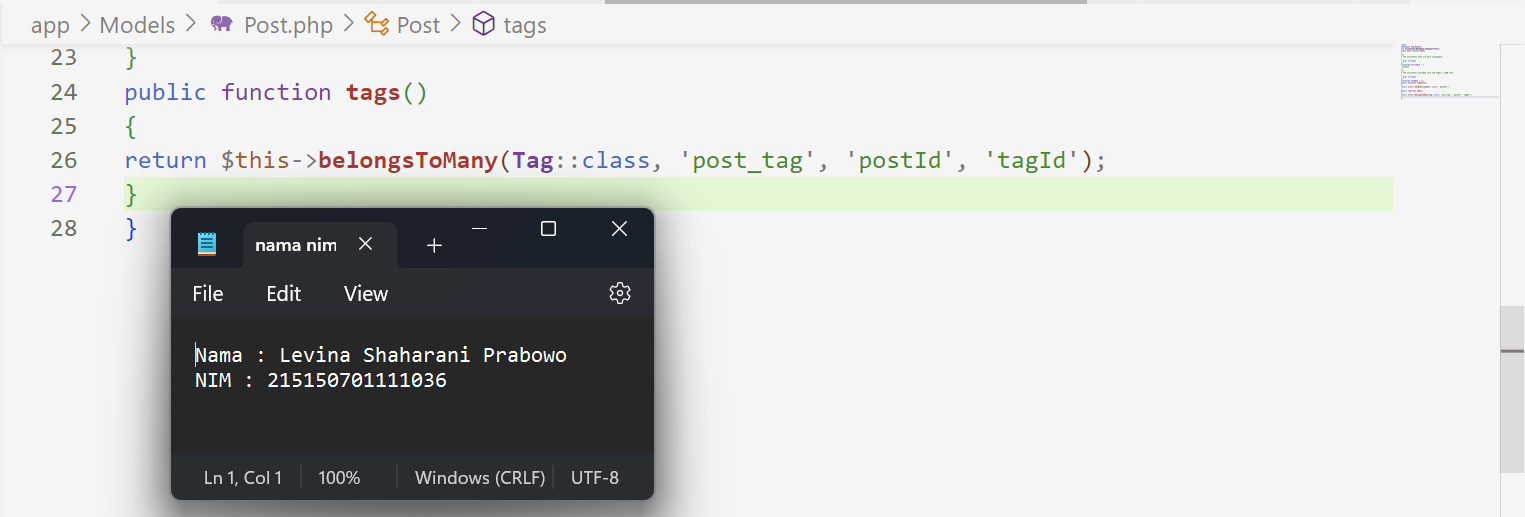 app > Models > Post.php > Post > tags
23 }
24 public function tags()
25 {
26 return $this->belongsToMany(Tag::class, 'post_tag', 'postId', 'tagId');
27 }
28 }
nama nim
File Edit View
Nama : Levina Shaharani Prabowo
NIM : 215150701111036
Ln 1, Col 1 100% Windows (CRLF) UTF-8